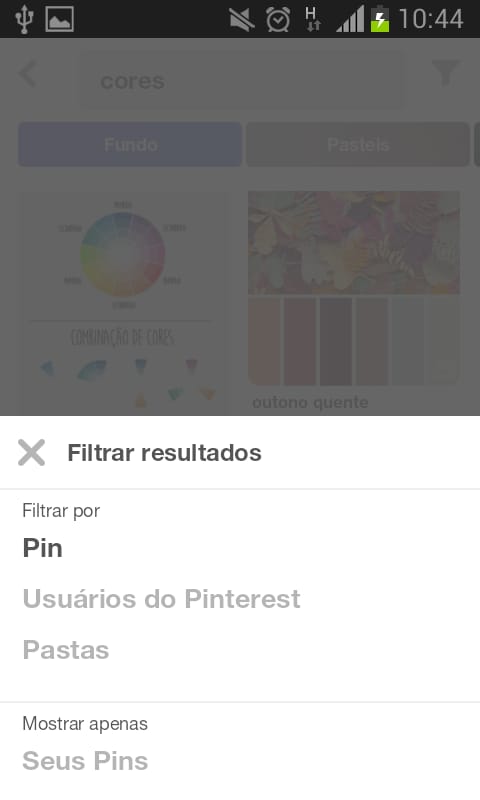 H
10:44
cores
Fundo
Pasteis
COMBINAÇÃO DE CORES
outono quente
Filtrar resultados
Filtrar por
Pin
Usuários do Pinterest
Pastas
Mostrar apenas
Seus Pins